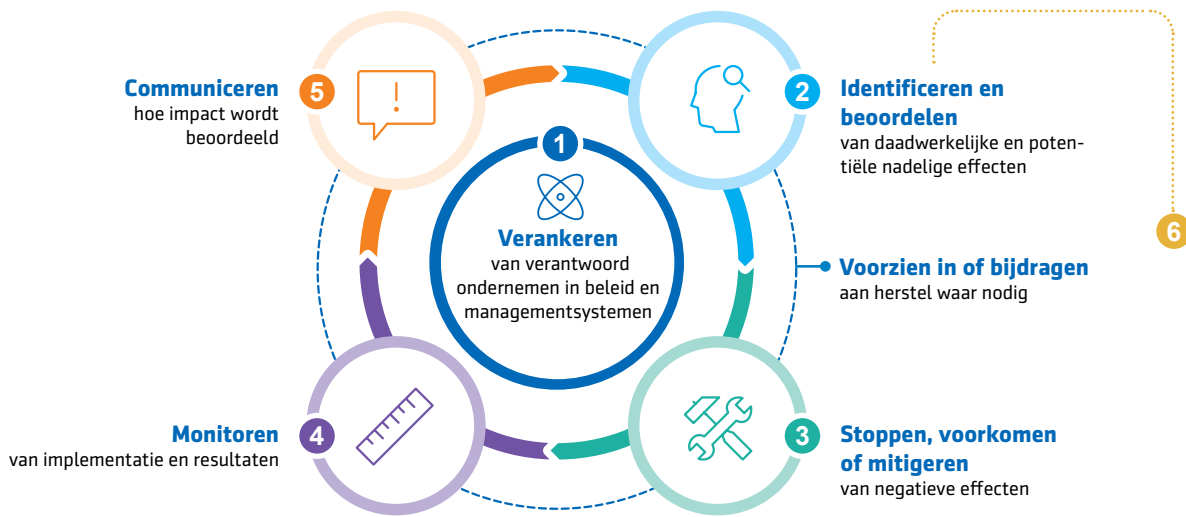 1
Verankeren
van verantwoord
ondernemen in beleid en
managementsystemen
2
Identificeren en
beoordelen
van daadwerkelijke en poten-
tiële nadelige effecten
3
Stoppen, voorkomen
of mitigeren
van negatieve effecten
4
Monitoren
van implementatie en resultaten
5
Communiceren
hoe impact wordt
beoordeeld
6
Voorzien in of bijdragen
aan herstel waar nodig